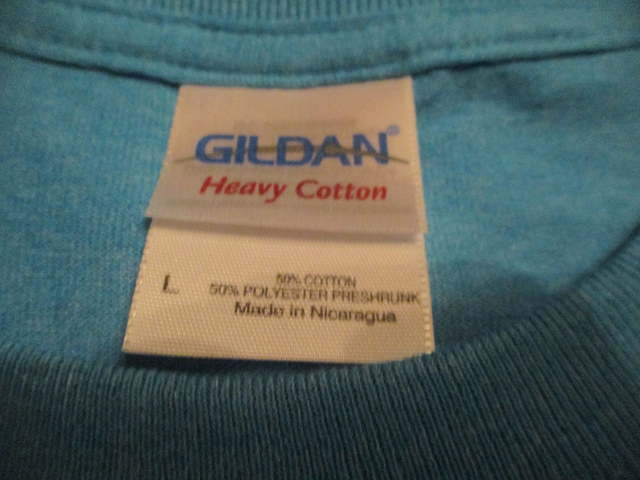 GILDAN®
Heavy Cotton
L
50% COTTON
50% POLYESTER PRESHRUNK
Made in Nicaragua